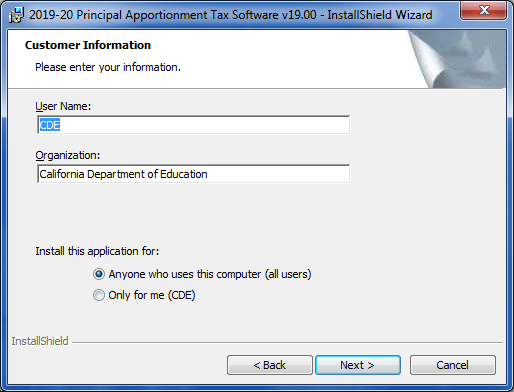 2019-20 Principal Apportionment Tax Software v19.00 - InstallShield Wizard
Customer Information
Please enter your information.
User Name:
CDE
Organization:
California Department of Education
Install this application for:
Anyone who uses this computer (all users)
Only for me (CDE)
InstallShield
< Back
Next >
Cancel